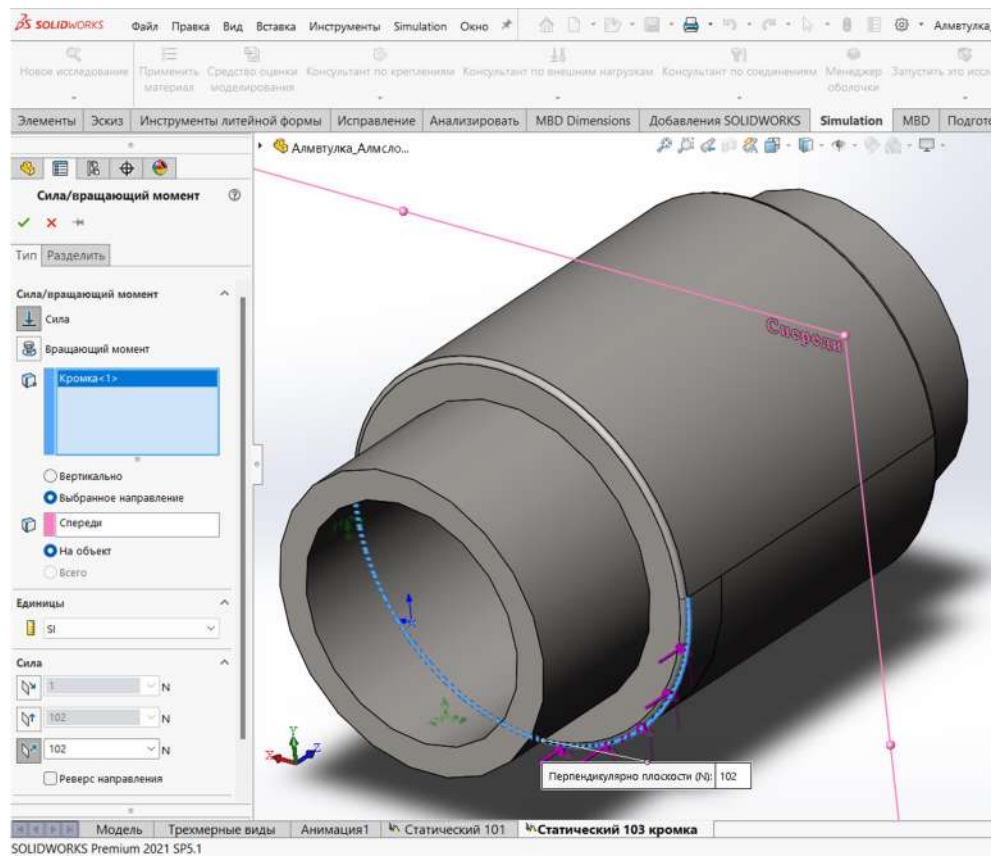 SOLIDWORKS Файл Правка Вид Вставка Инструменты Simulation Окно Алмвтулка_
Новое исследование Применить материал Средство оценки моделирования Консультант по креплениям Консультант по внешним нагрузкам Консультант по соединениям Менеджер оболочки Запустить это иссл
Элементы Эскиз Инструменты литейной формы Исправление Анализировать MBD Dimensions Добавления SOLIDWORKS Simulation MBD Подгото
Алмвтулка_Алмсло...
Сила/вращающий момент
Тип Разделить
Сила/вращающий момент
Сила
Вращающий момент
Кромка<1>
Вертикально
Выбранное направление
Спереди
На объект
Всего
Единицы
SI
Сила
1 N
102 N
102 N
Реверс направления
Спереди
Перпендикулярно плоскости (N): 102
Y
X
Z
Модель Трехмерные виды Анимация1 Статический 101 Статический 103 кромка
SOLIDWORKS Premium 2021 SP5.1